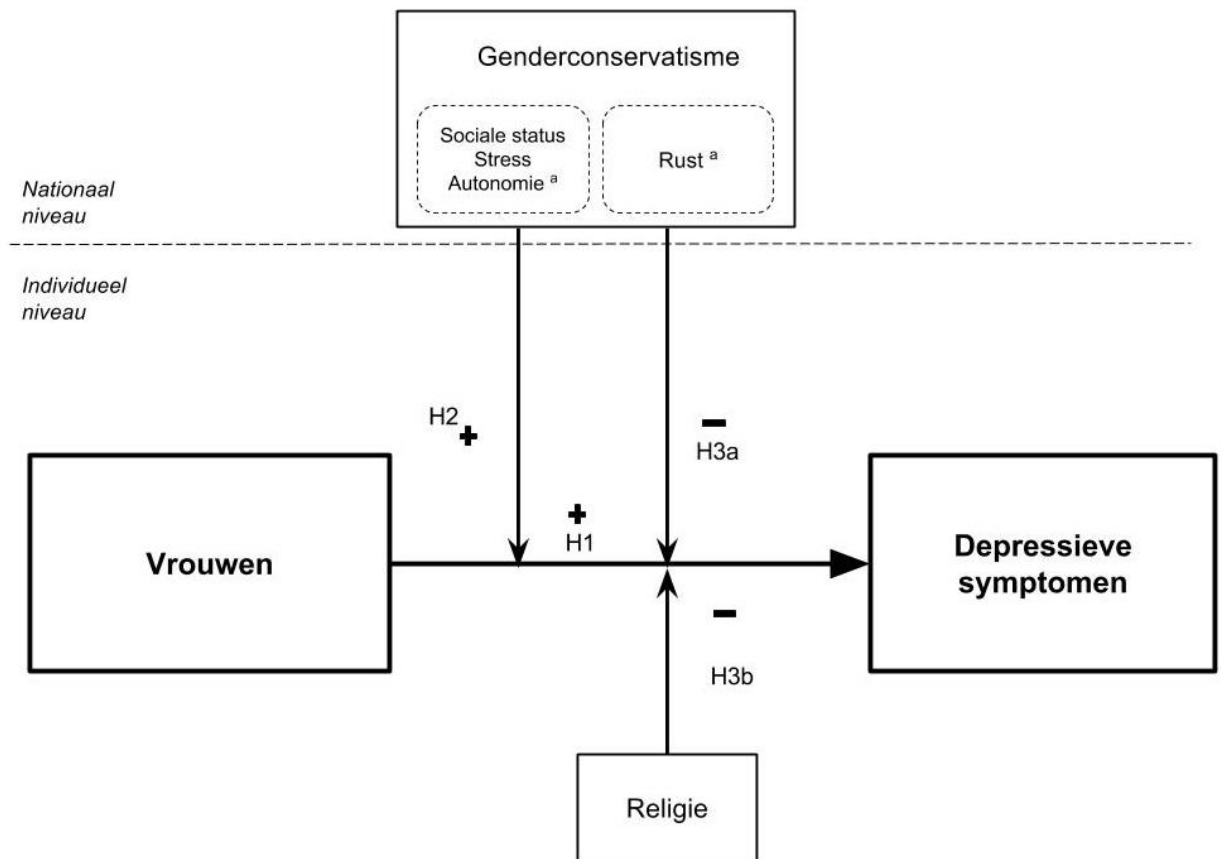 Genderconservatisme
Sociale status
Stress
Autonomie ª
Rust ª
Nationaal
niveau
Individueel
niveau
H2
+
−
H3a
+
H1
Vrouwen
Depressieve
symptomen
−
H3b
Religie